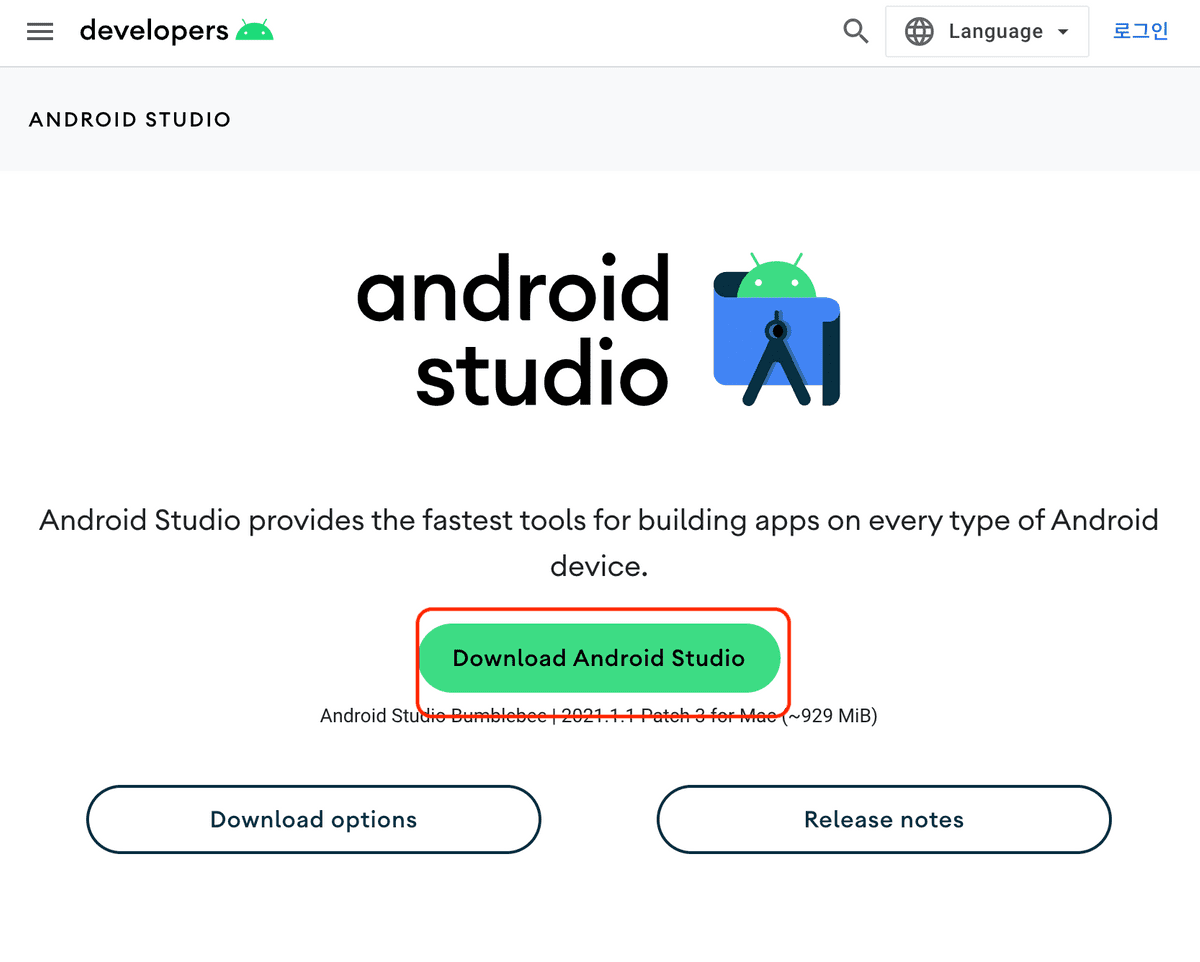 developers
Language
로그인
ANDROID STUDIO
android
studio
Android Studio provides the fastest tools for building apps on every type of Android
device.
Download Android Studio
Android Studio Bumblebee | 2021.1.1 Patch 3 for Mac (~929 MiB)
Download options
Release notes